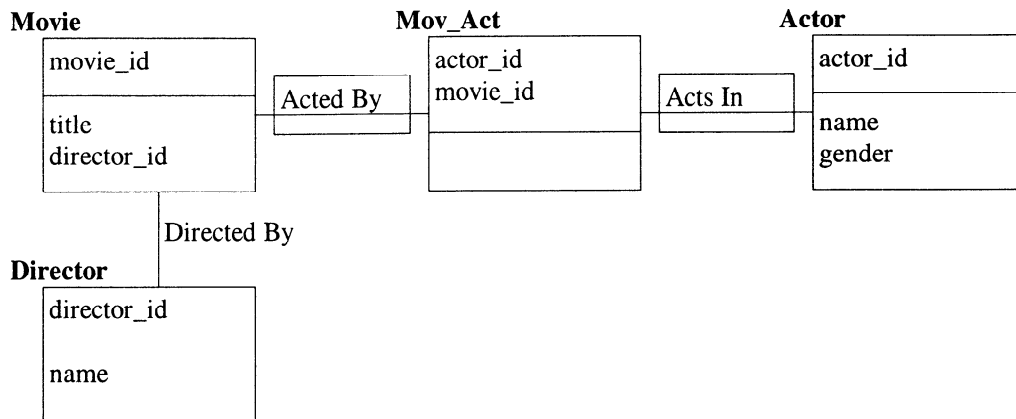 Movie
movie_id
title
director_id
Acted By
Mov_Act
actor_id
movie_id
Acts In
Actor
actor_id
name
gender
Directed By
Director
director_id
name